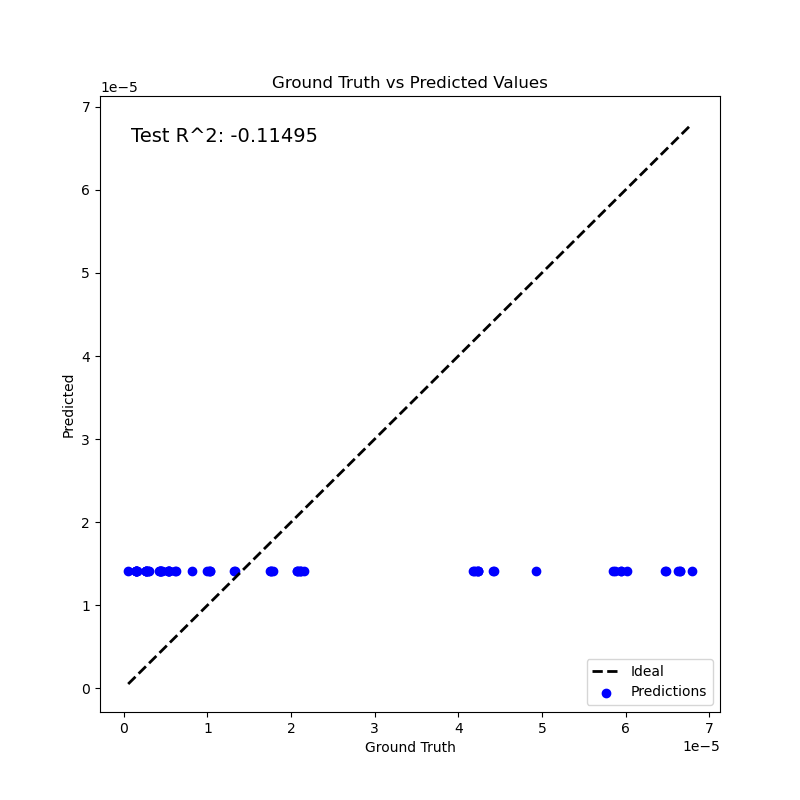 Ground Truth vs Predicted Values
1e−5
Test R^2: -0.11495
7
6
5
4
3
2
1
0
Predicted
Ideal
Predictions
0 1 2 3 4 5 6 7
Ground Truth
1e−5